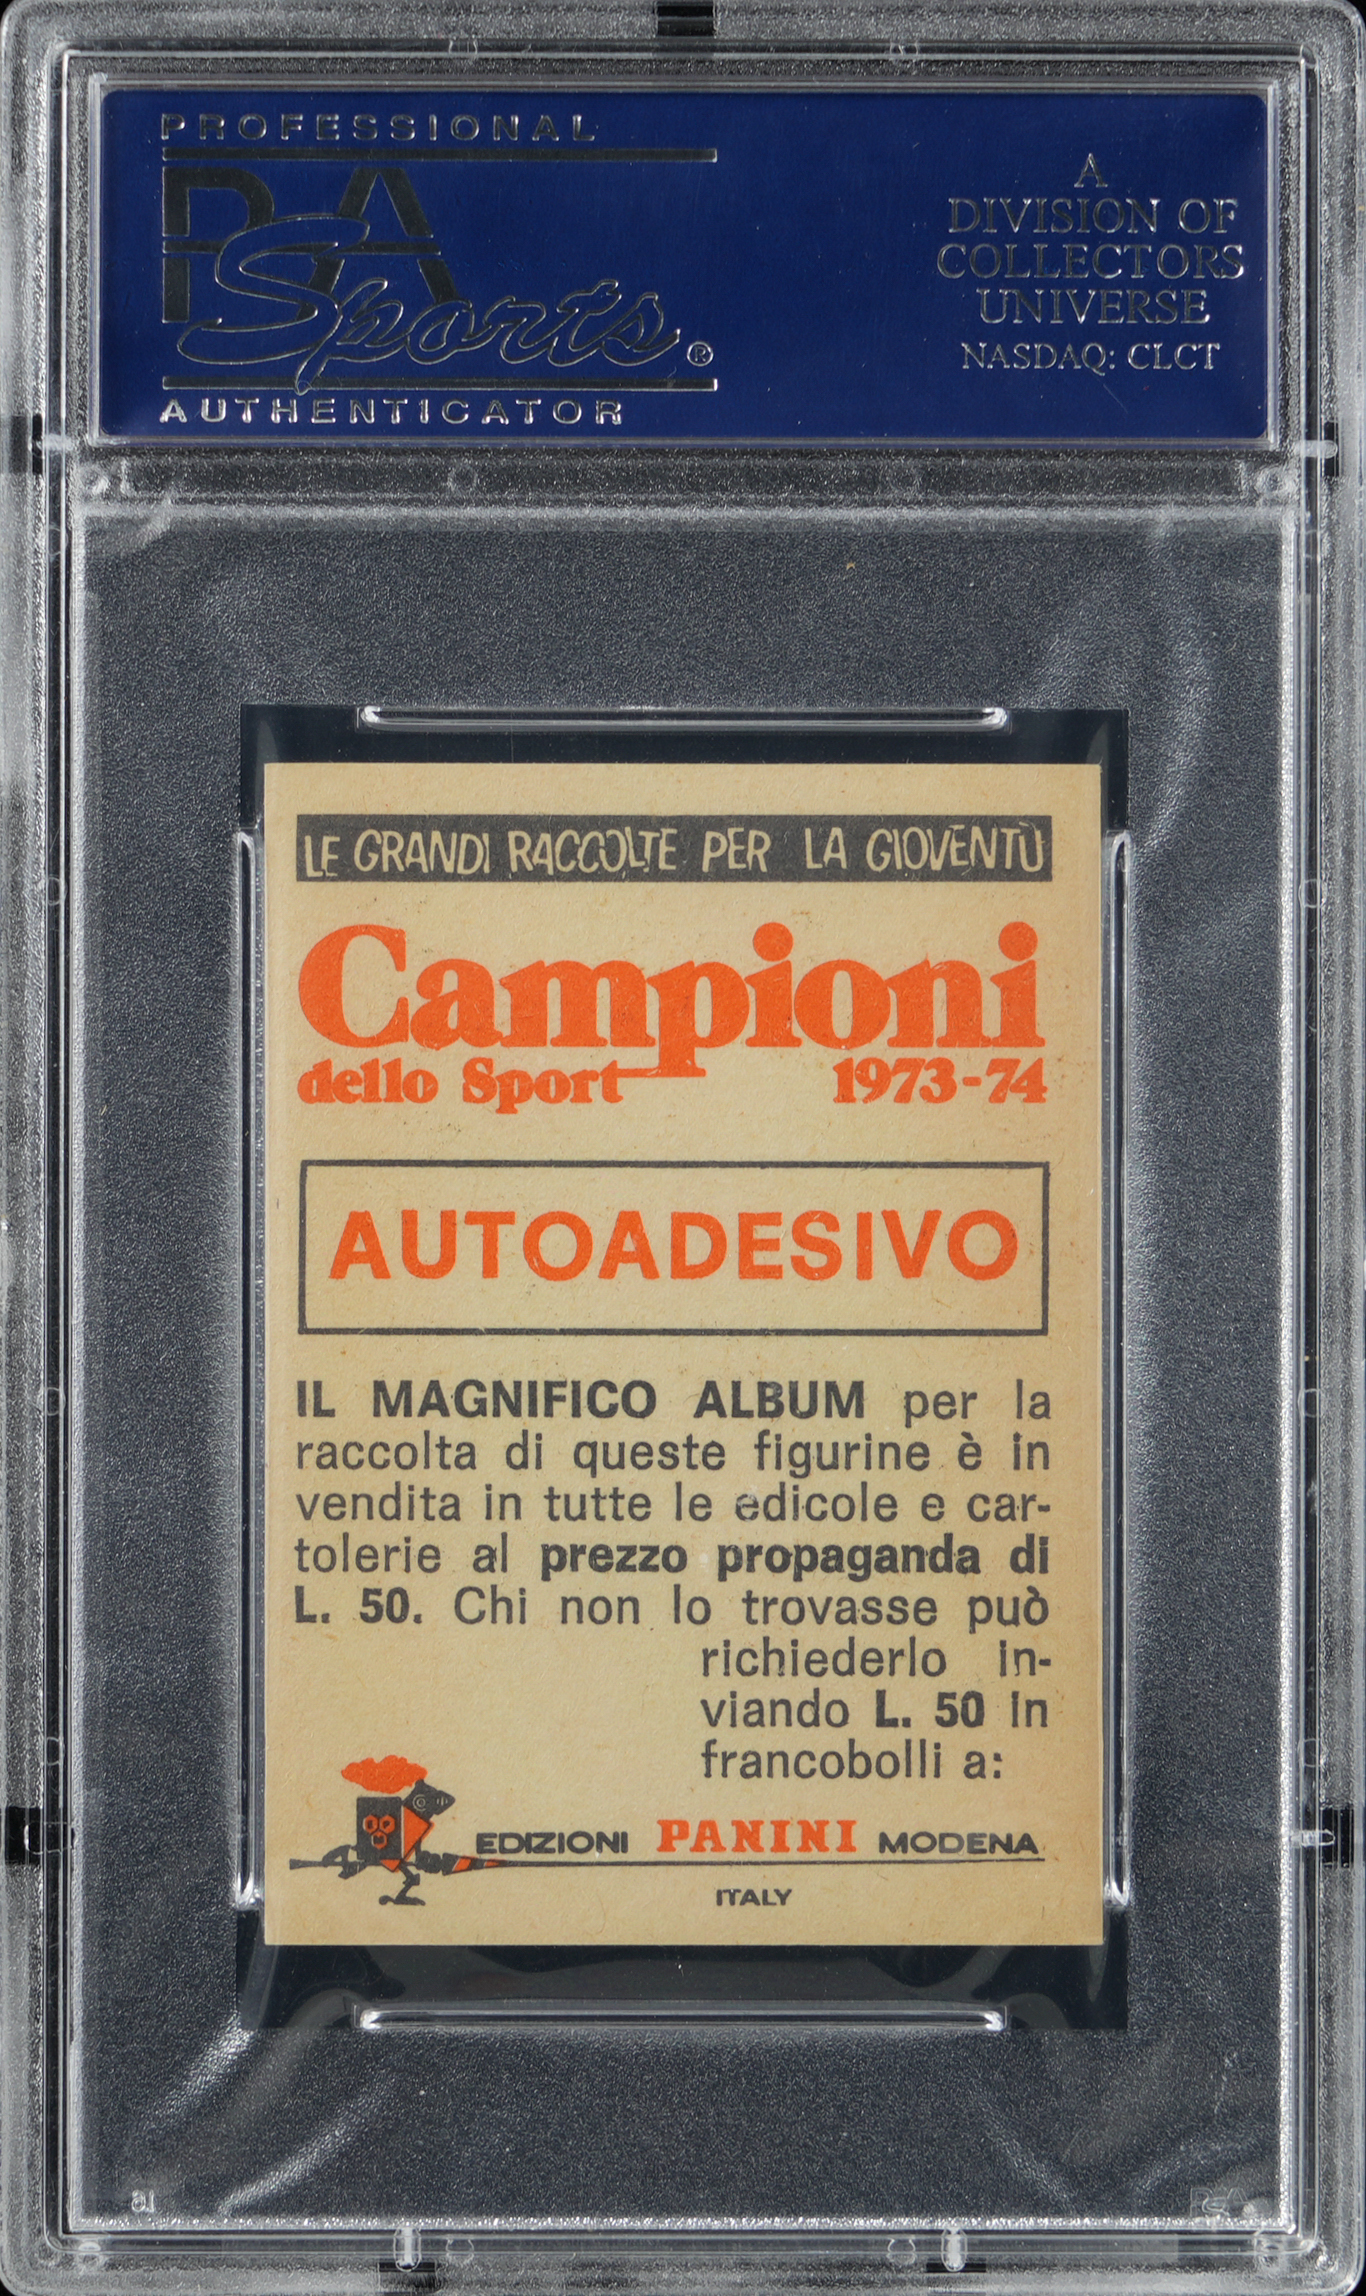 PROFESSIONAL
PSA
Sports®
AUTHENTICATOR
A
DIVISION OF
COLLECTORS
UNIVERSE
NASDAQ: CLCT
LE GRANDI RACCOLTE PER LA GIOVENTÙ
Campioni
dello Sport 1973-74
AUTOADESIVO
IL MAGNIFICO ALBUM per la
raccolta di queste figurine è in
vendita in tutte le edicole e car-
tolerie al prezzo propaganda di
L. 50. Chi non lo trovasse può
richiederlo in-
viando L. 50 in
francobolli a:
EDIZIONI PANINI MODENA
ITALY